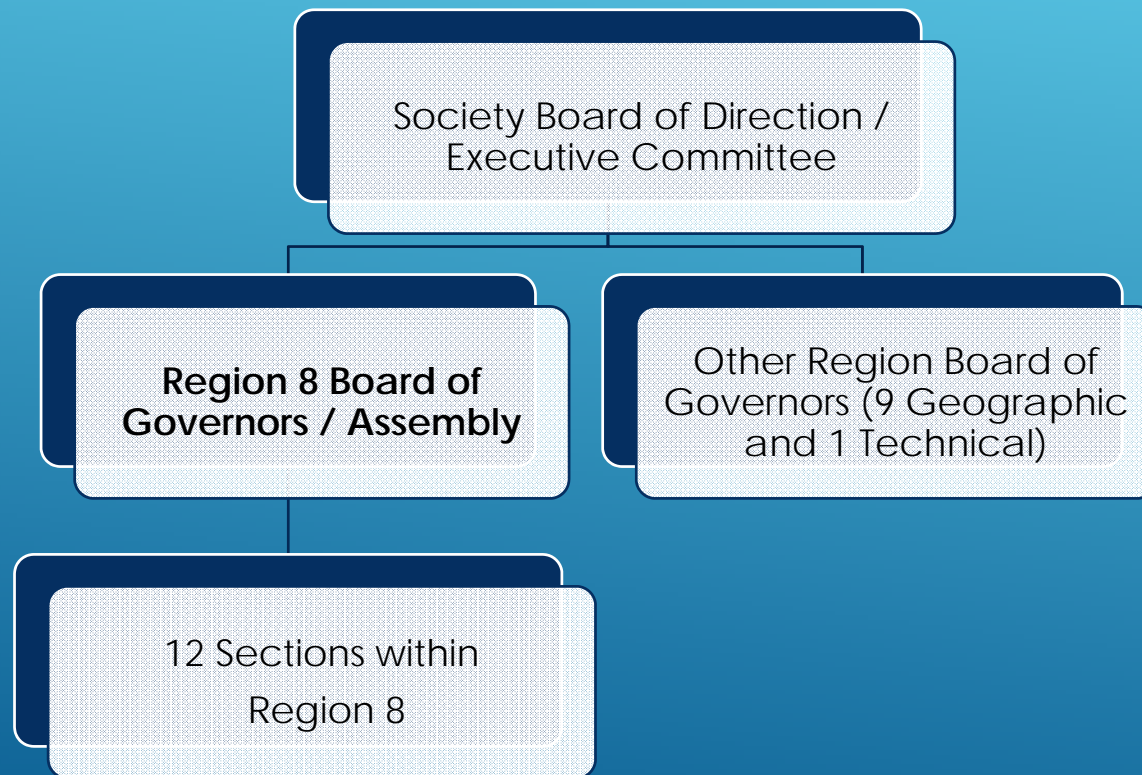 Society Board of Direction /
Executive Committee
Region 8 Board of
Governors / Assembly
Other Region Board of
Governors (9 Geographic
and 1 Technical)
12 Sections within
Region 8